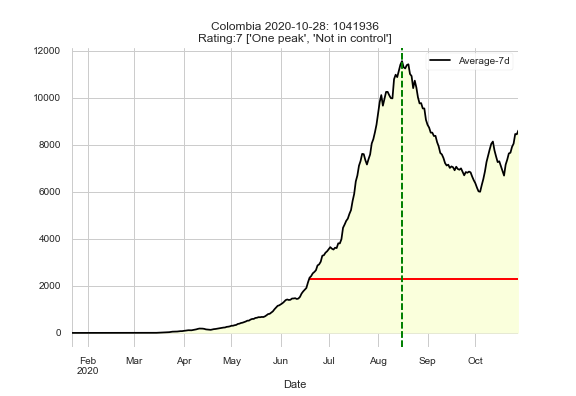 Colombia 2020-10-28: 1041936
Rating:7 ['One peak', 'Not in control']
Average-7d
12000
10000
8000
6000
4000
2000
0
Feb Mar Apr May Jun Jul Aug Sep Oct
2020
Date